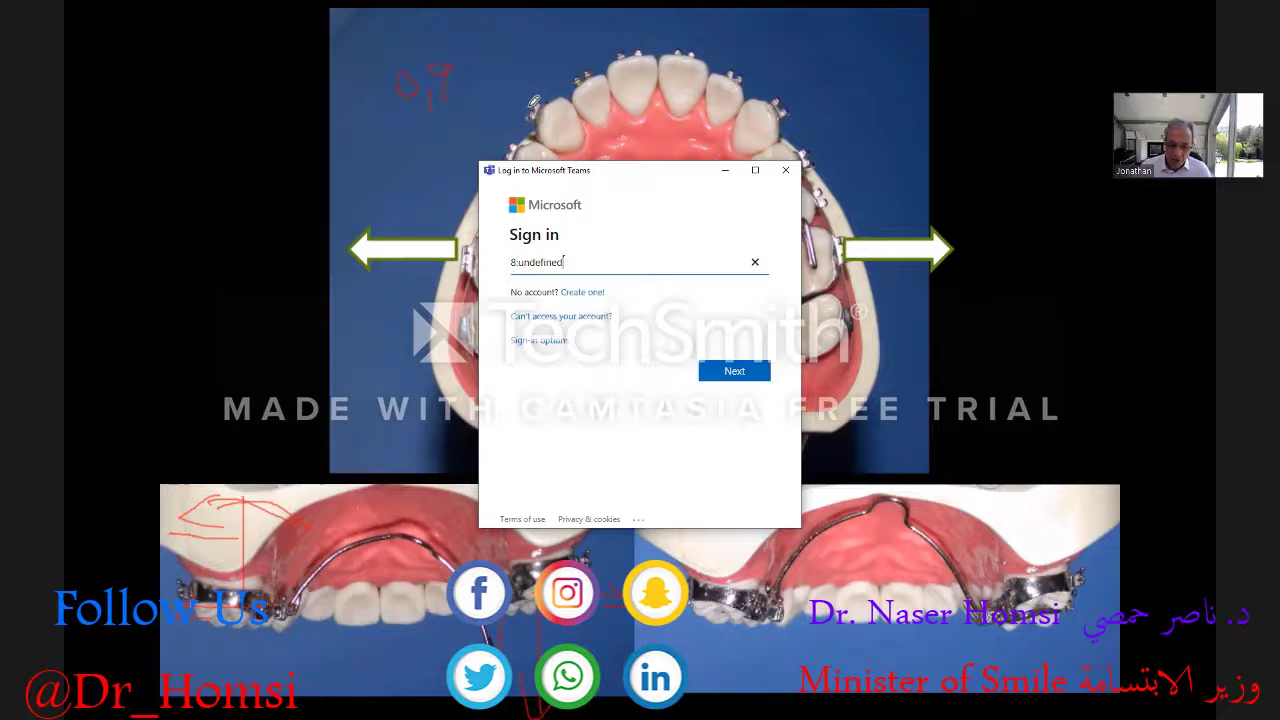 Jonathan
Log in to Microsoft Teams
Microsoft
Sign in
8:undefined
No account? Create one!
Can't access your account?
Sign-in options
Next
TechSmith®
MADE WITH CAMTASIA FREE TRIAL
Terms of use Privacy & cookies ...
Follow Us
Dr. Naser Homsi د. ناصر حمصي
@Dr_Homsi
Minister of Smile وزير الابتسامة